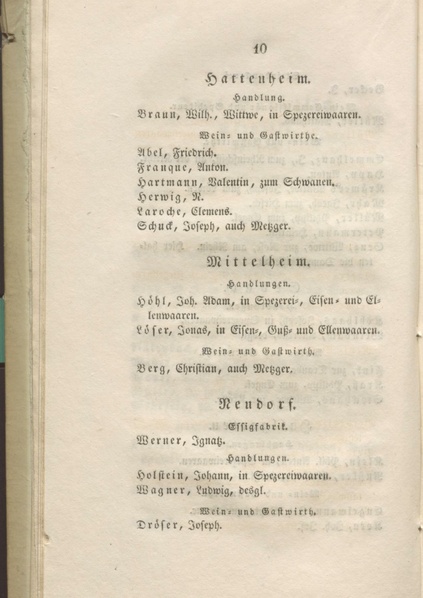 10
Hattenheim.
Handlung.
Braun, Wilh., Wittwe, in Spezereiwaaren.
Wein- und Gastwirthe.
Abel, Friedrich.
Franque, Anton.
Hartmann, Valentin, zum Schwanen.
Herwig, N.
Laroche, Clemens.
Schuck, Joseph, auch Metzger.
Mittelheim.
Handlungen.
Höhl, Joh. Adam, in Spezerei-, Eisen- und El-
lenwaaren.
Löser, Jonas, in Eisen-, Guß- und Ellenwaaren.
Wein- und Gastwirth.
Berg, Christian, auch Metzger.
Neudorf.
Essigfabrik.
Werner, Ignatz.
Handlungen.
Holstein, Johann, in Spezereiwaaren.
Wagner, Ludwig, desgl.
Wein- und Gastwirth.
Dröser, Joseph.